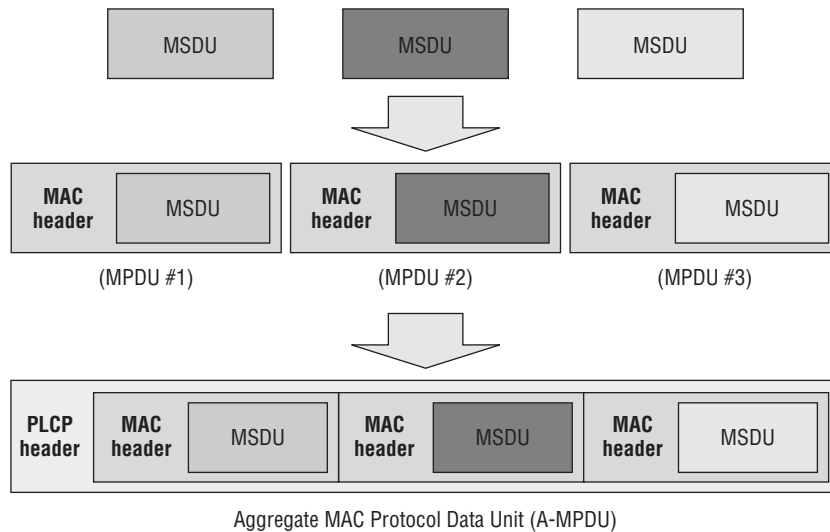 MSDU MSDU MSDU
MAC header MSDU MAC header MSDU MAC header MSDU
(MPDU #1) (MPDU #2) (MPDU #3)
PLCP header MAC header MSDU MAC header MSDU MAC header MSDU
Aggregate MAC Protocol Data Unit (A-MPDU)